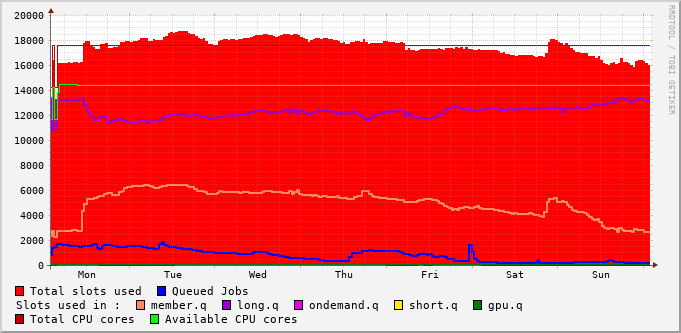 20000
18000
16000
14000
12000
10000
8000
6000
4000
2000
0
Mon Tue Wed Thu Fri Sat Sun
RRDTOOL / TOBI OETIKER
Total slots used Queued Jobs
Slots used in : member.q long.q ondemand.q short.q gpu.q
Total CPU cores Available CPU cores